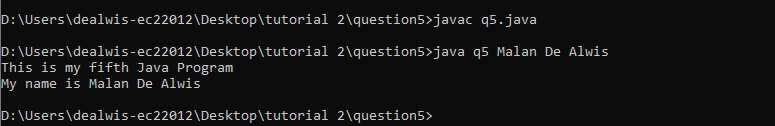 D:\Users\dealwis-ec22012\Desktop\tutorial 2\question5>javac q5.java
D:\Users\dealwis-ec22012\Desktop\tutorial 2\question5>java q5 Malan De Alwis
This is my fifth Java Program
My name is Malan De Alwis
D:\Users\dealwis-ec22012\Desktop\tutorial 2\question5>